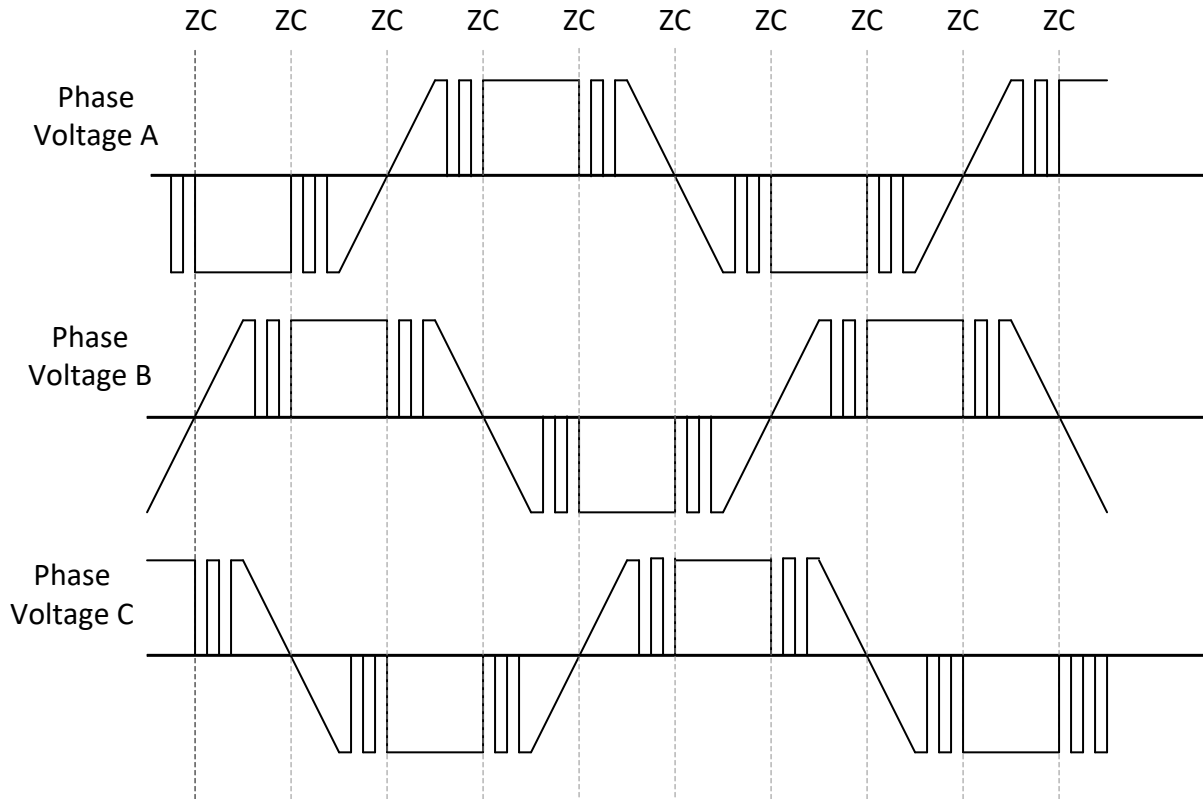 ZC ZC ZC ZC ZC ZC ZC ZC ZC ZC
Phase
Voltage A
Phase
Voltage B
Phase
Voltage C